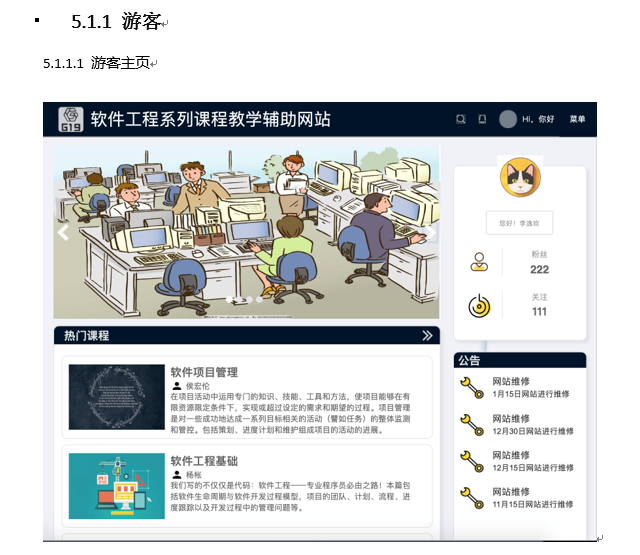 5.1.1 游客
5.1.1.1 游客主页
G19
软件工程系列课程教学辅助网站
Hi，你好
菜单
您好！李逸欢
粉丝
222
关注
111
热门课程
软件项目管理
侯宏伦
在项目活动中运用专门的知识、技能、工具和方法，使项目能够在有
限资源限定条件下，实现或超过设定的需求和期望的过程。项目管理
是对一些成功地达成一系列目标相关的活动（譬如任务）的整体监测
和管控。包括策划、进度计划和维护组成项目的活动的进展。
软件工程基础
杨枨
我们写的不仅仅是代码：软件工程——专业程序员必由之路！本篇包
括软件生命周期与软件开发过程模型，项目的团队、计划、流程、进
度跟踪以及开发过程中的管理问题等。
公告
网站维修
1月15日网站进行维修
网站维修
12月30日网站进行维修
网站维修
12月15日网站进行维修
网站维修
11月15日网站进行维修